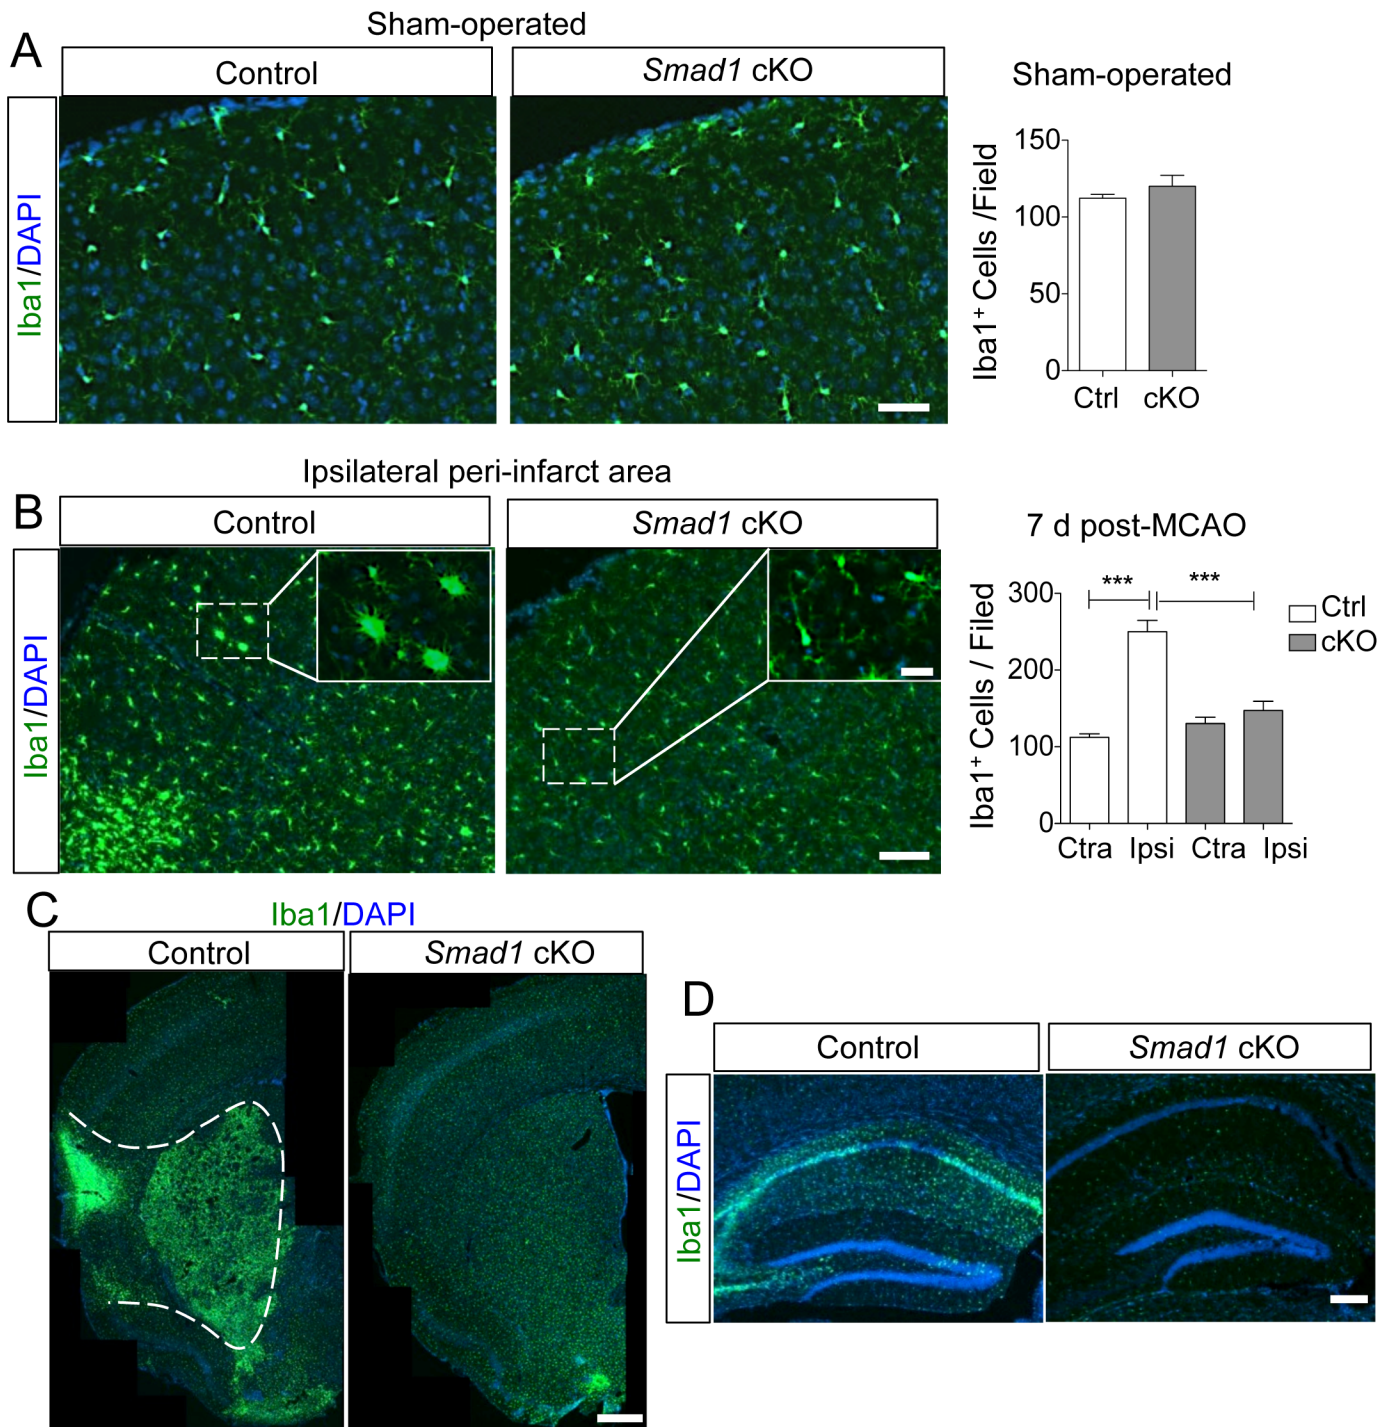 A
Sham-operated
Control
Smad1 cKO
Iba1/DAPI
Sham-operated
Iba1⁺ Cells /Field
150
100
50
0
Ctrl cKO
Ipsilateral peri-infarct area
B
Control
Smad1 cKO
Iba1/DAPI
7 d post-MCAO
Iba1⁺ Cells / Filed
300
200
100
0
*** ***
Ctrl
cKO
Ctra Ipsi Ctra Ipsi
C
Iba1/DAPI
Control
Smad1 cKO
D
Control
Smad1 cKO
Iba1/DAPI